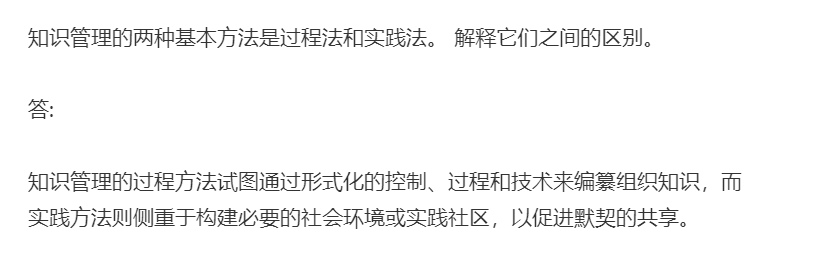 知识管理的两种基本方法是过程法和实践法。 解释它们之间的区别。
答:
知识管理的过程方法试图通过形式化的控制、过程和技术来编纂组织知识，而
实践方法则侧重于构建必要的社会环境或实践社区，以促进默契的共享。